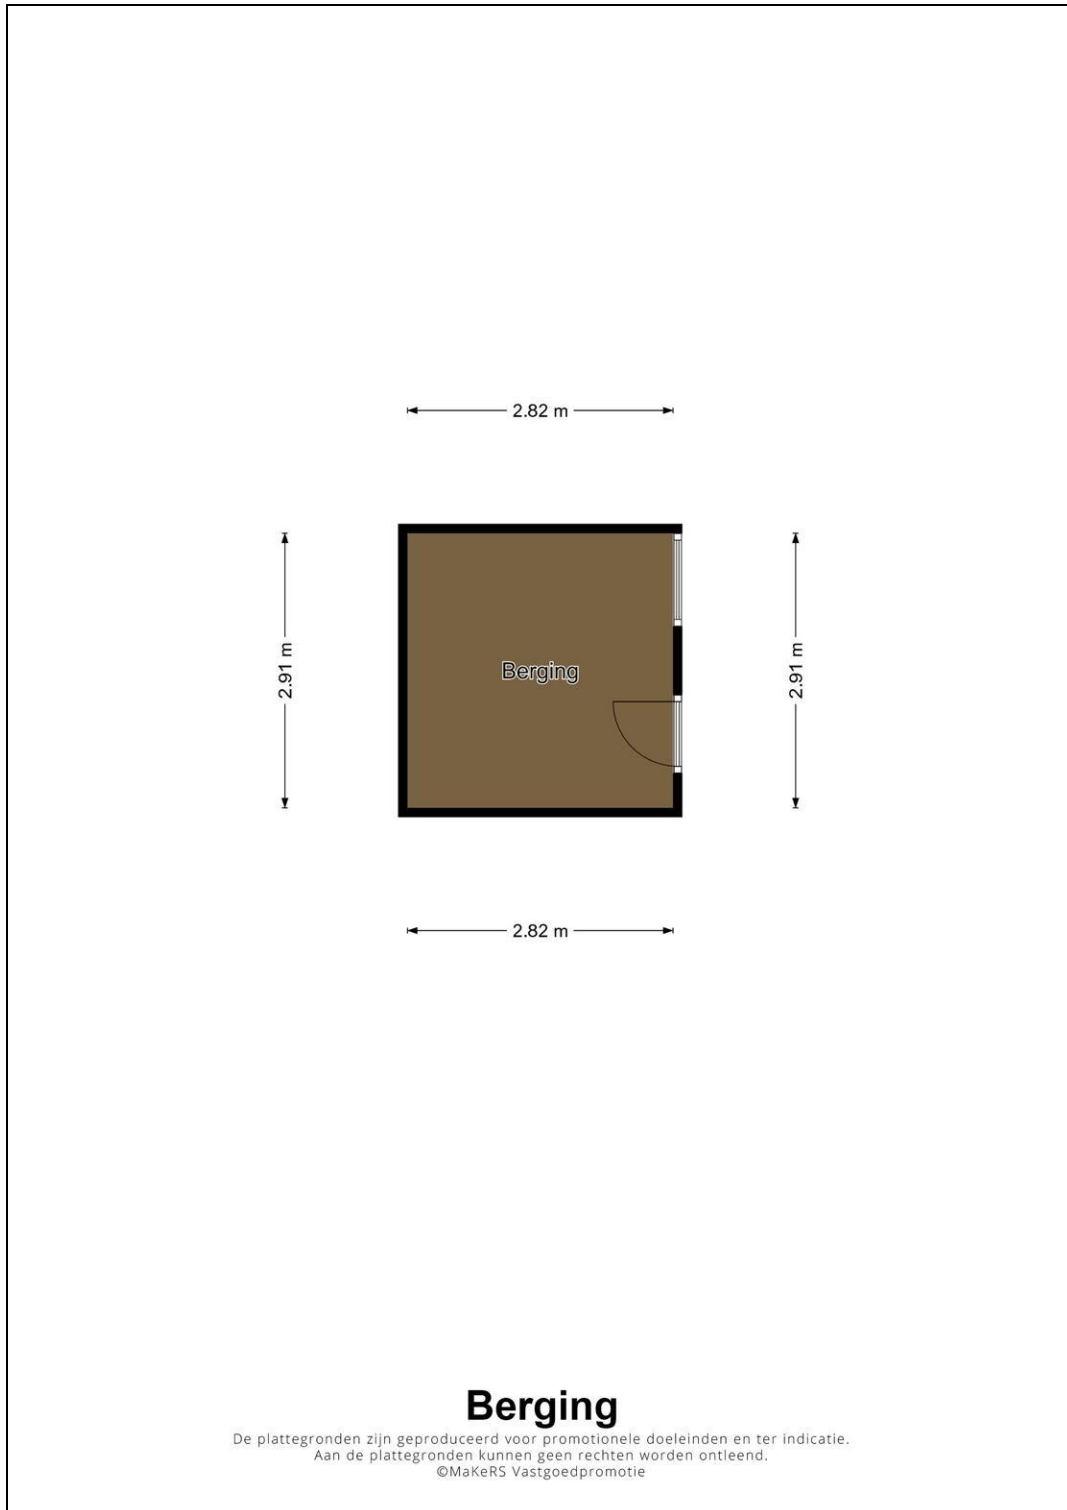 2.82 m
2.91 m
Berging
2.91 m
2.82 m
Berging
De plattegronden zijn geproduceerd voor promotionele doeleinden en ter indicatie.
Aan de plattegronden kunnen geen rechten worden ontleend.
©MaKeRS Vastgoedpromotie